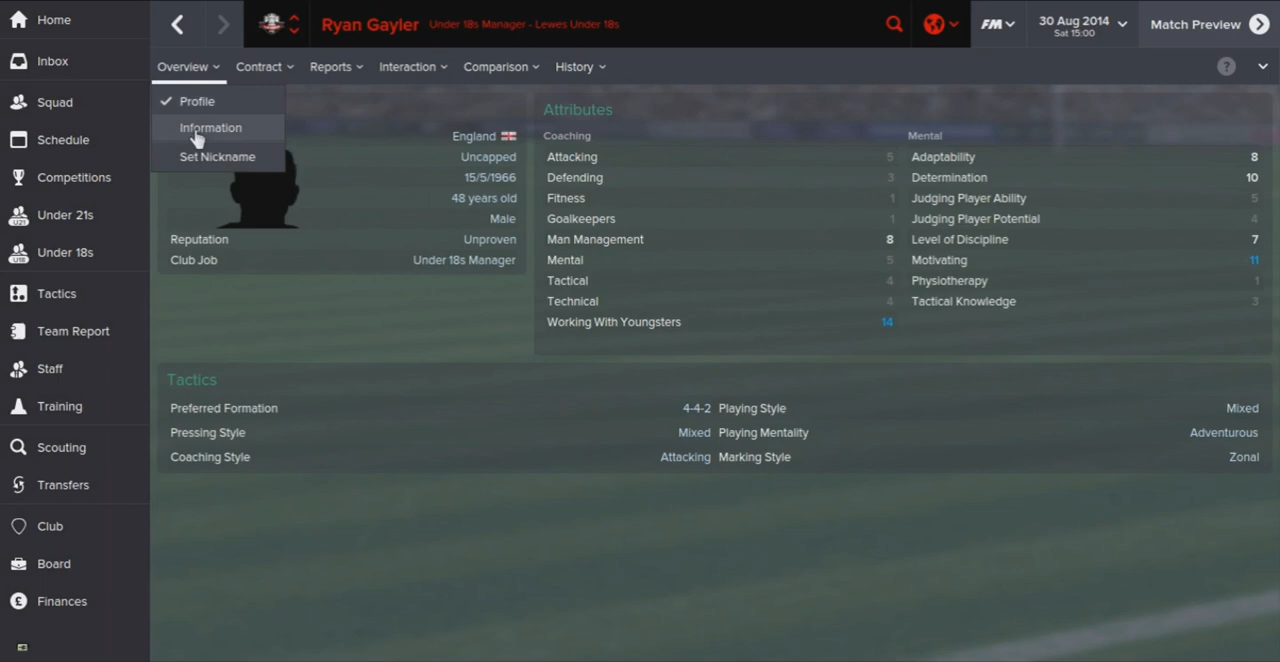 Home
Inbox
Squad
Schedule
Competitions
Under 21s
Under 18s
Tactics
Team Report
Staff
Training
Scouting
Transfers
Club
Board
Finances
Ryan Gayler Under 18s Manager - Lewes Under 18s
FM
30 Aug 2014
Sat 15:00
Match Preview
Overview Contract Reports Interaction Comparison History
?
Profile
Information
Set Nickname
England
Uncapped
15/5/1966
48 years old
Male
Reputation Unproven
Club Job Under 18s Manager
Attributes
Coaching Mental
Attacking 5 Adaptability 8
Defending 3 Determination 10
Fitness 1 Judging Player Ability 5
Goalkeepers 1 Judging Player Potential 4
Man Management 8 Level of Discipline 7
Mental 5 Motivating 11
Tactical 4 Physiotherapy 1
Technical 4 Tactical Knowledge 3
Working With Youngsters 14
Tactics
Preferred Formation 4-4-2 Playing Style Mixed
Pressing Style Mixed Playing Mentality Adventurous
Coaching Style Attacking Marking Style Zonal